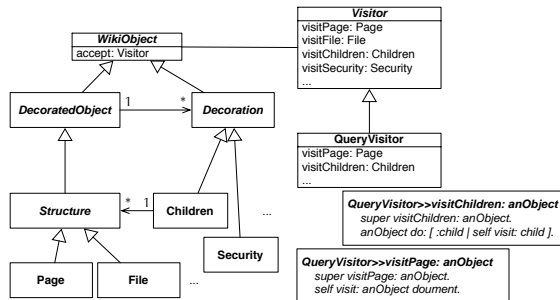 Visitor
visitPage: Page
visitFile: File
visitChildren: Children
visitSecurity: Security
...
WikiObject
accept: Visitor
DecoratedObject
1
*
Decoration
QueryVisitor
visitPage: Page
visitChildren: Children
...
Structure
*
1
Children
...
Security
Page
File
...
QueryVisitor>>visitChildren: anObject
super visitChildren: anObject.
anObject do: [ :child | self visit: child ].
QueryVisitor>>visitPage: anObject
super visitPage: anObject.
self visit: anObject doument.